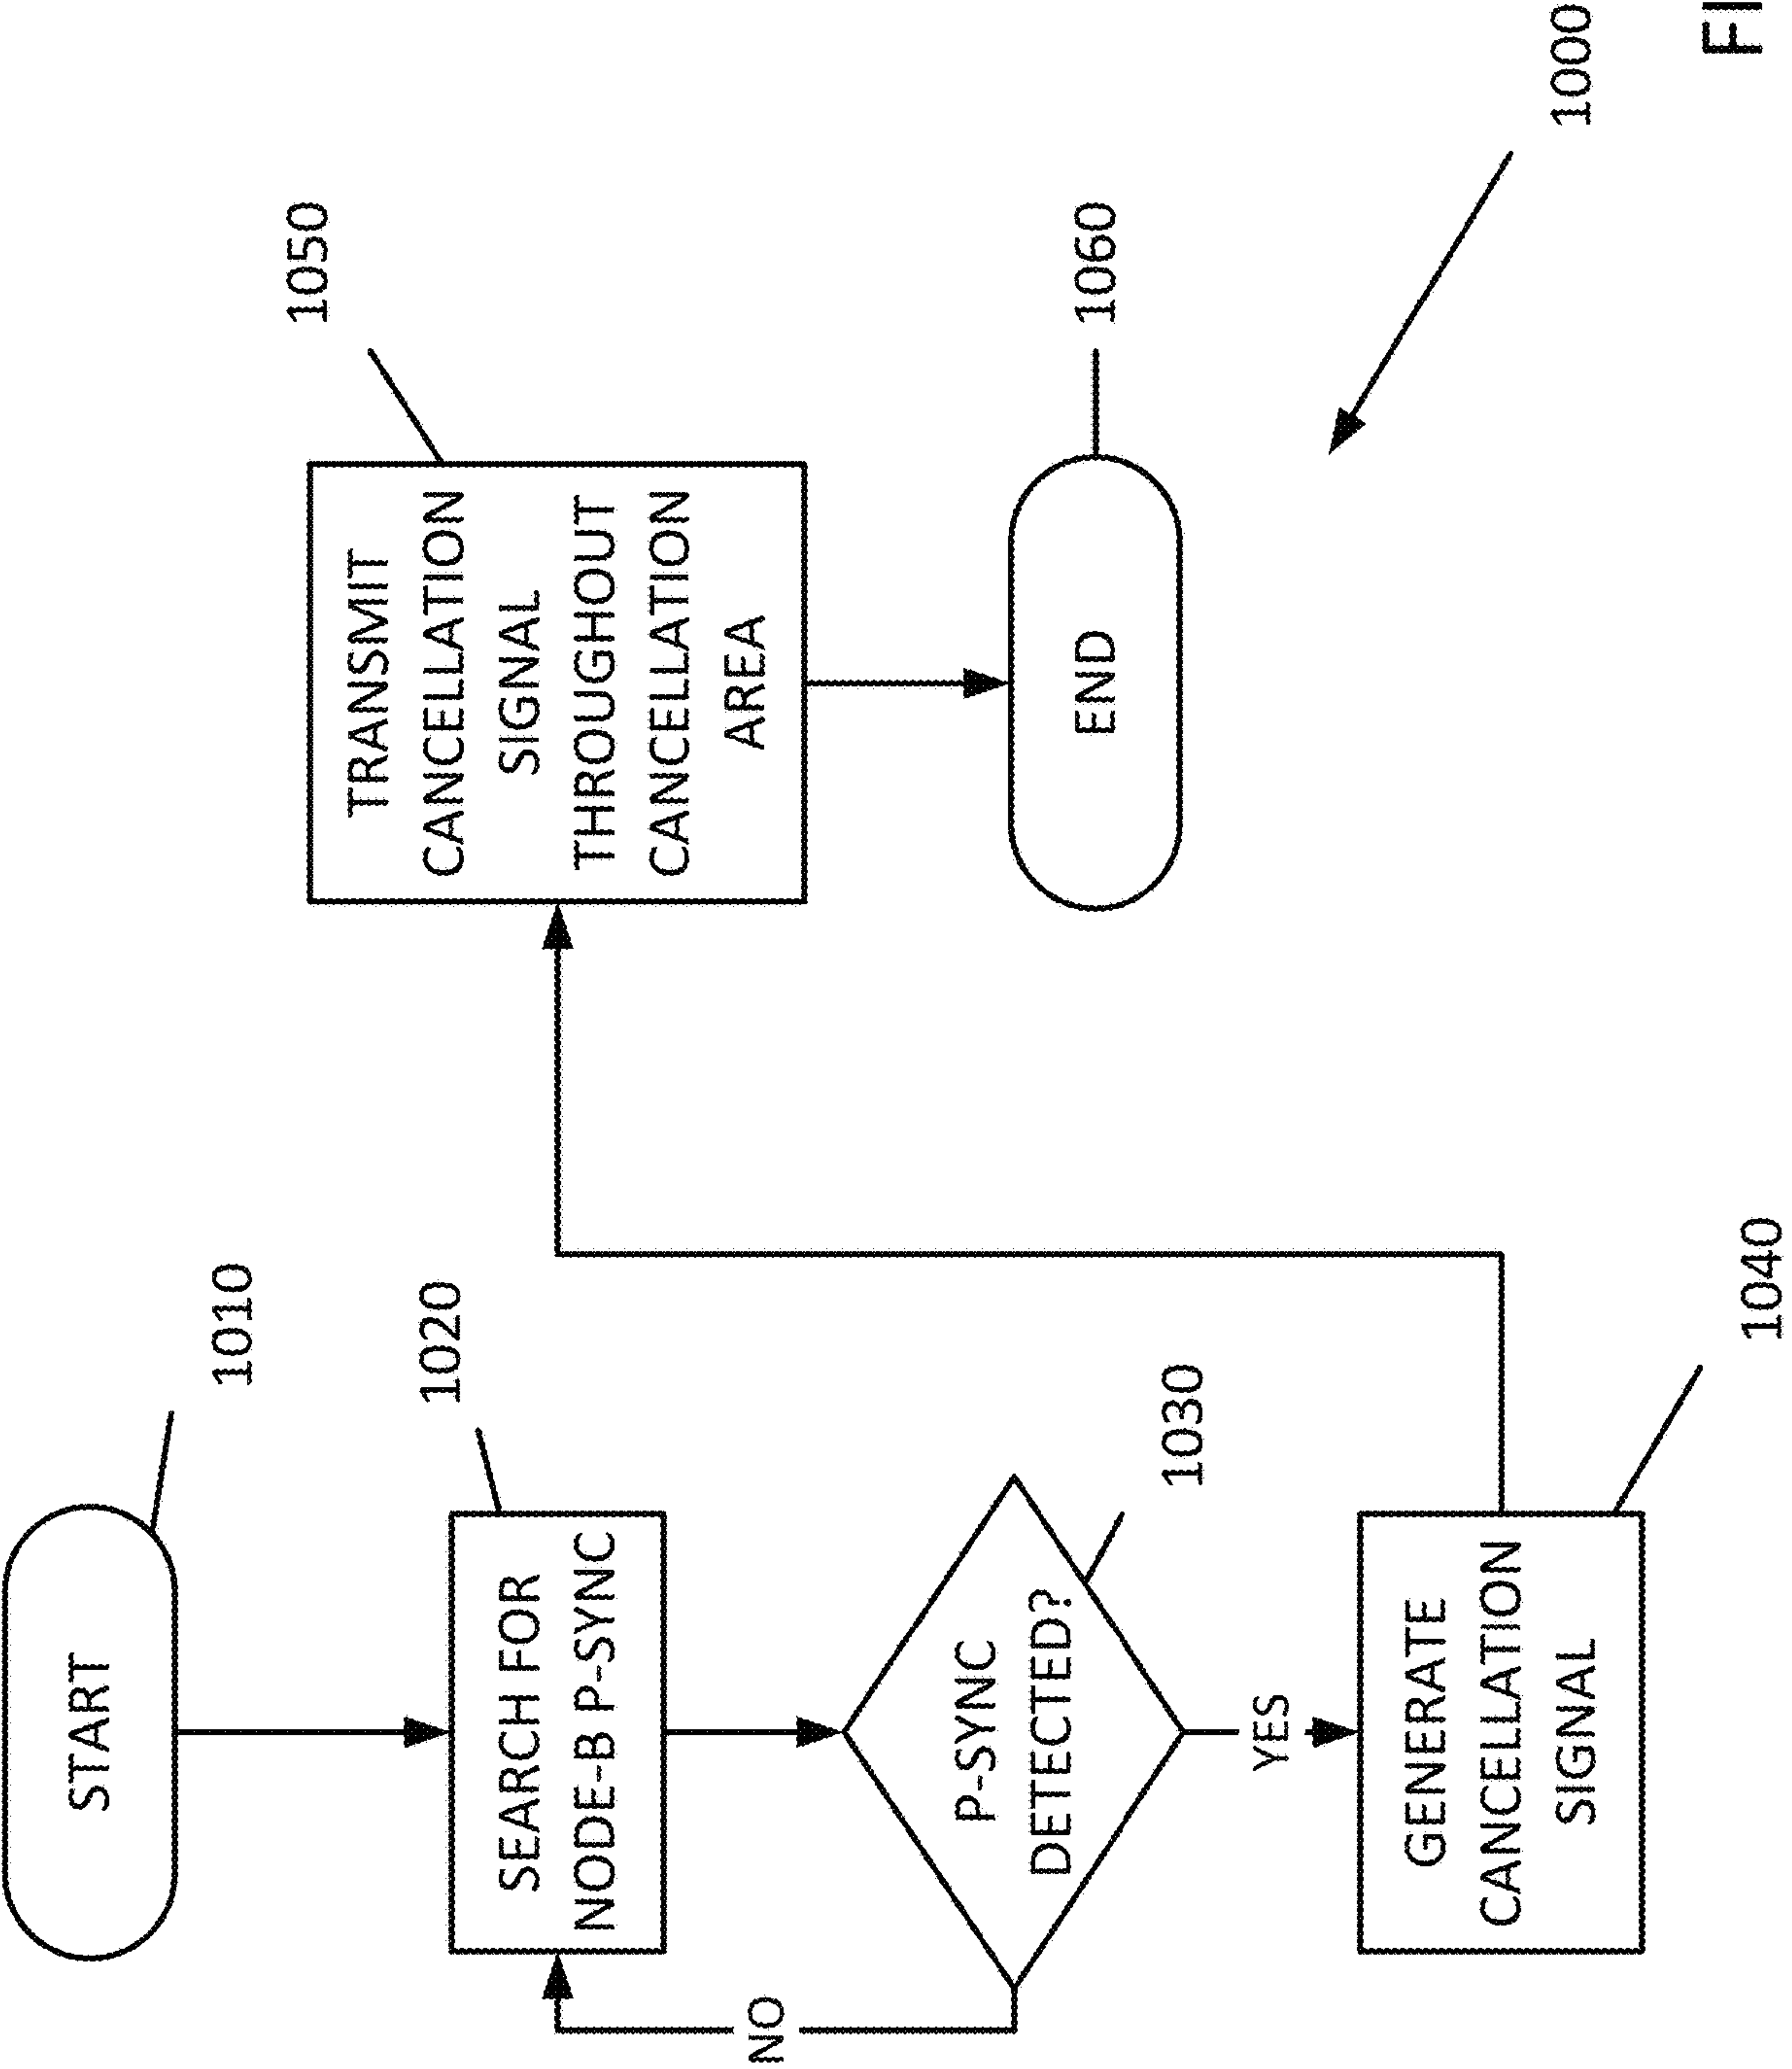 START
1010
SEARCH FOR
NODE-B P-SYNC
1020
P-SYNC
DETECTED?
1030
NO
YES
GENERATE
CANCELLATION
SIGNAL
1040
TRANSMIT
CANCELLATION
SIGNAL
THROUGHOUT
CANCELLATION
AREA
1050
END
1060
1000
FI